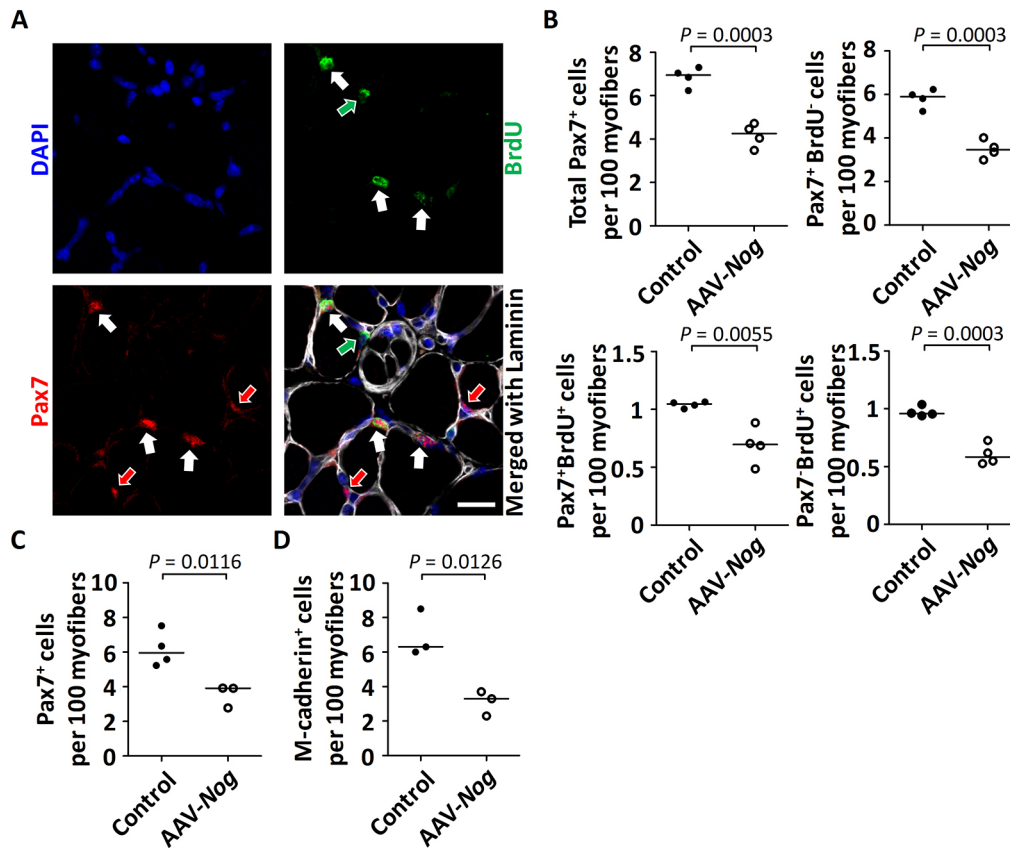 A
DAPI
BrdU
Pax7
Merged with Laminin
B
P = 0.0003
Total Pax7⁺ cells
per 100 myofibers
8
6
4
2
0
Control
AAV-Nog
P = 0.0003
Pax7⁺ BrdU⁻ cells
per 100 myofibers
8
6
4
2
0
Control
AAV-Nog
P = 0.0055
Pax7⁺BrdU⁺ cells
per 100 myofibers
1.5
1
0.5
0
Control
AAV-Nog
P = 0.0003
Pax7⁻BrdU⁺ cells
per 100 myofibers
1.5
1
0.5
0
Control
AAV-Nog
C
P = 0.0116
Pax7⁺ cells
per 100 myofibers
10
8
6
4
2
0
Control
AAV-Nog
D
P = 0.0126
M-cadherin⁺ cells
per 100 myofibers
10
8
6
4
2
0
Control
AAV-Nog